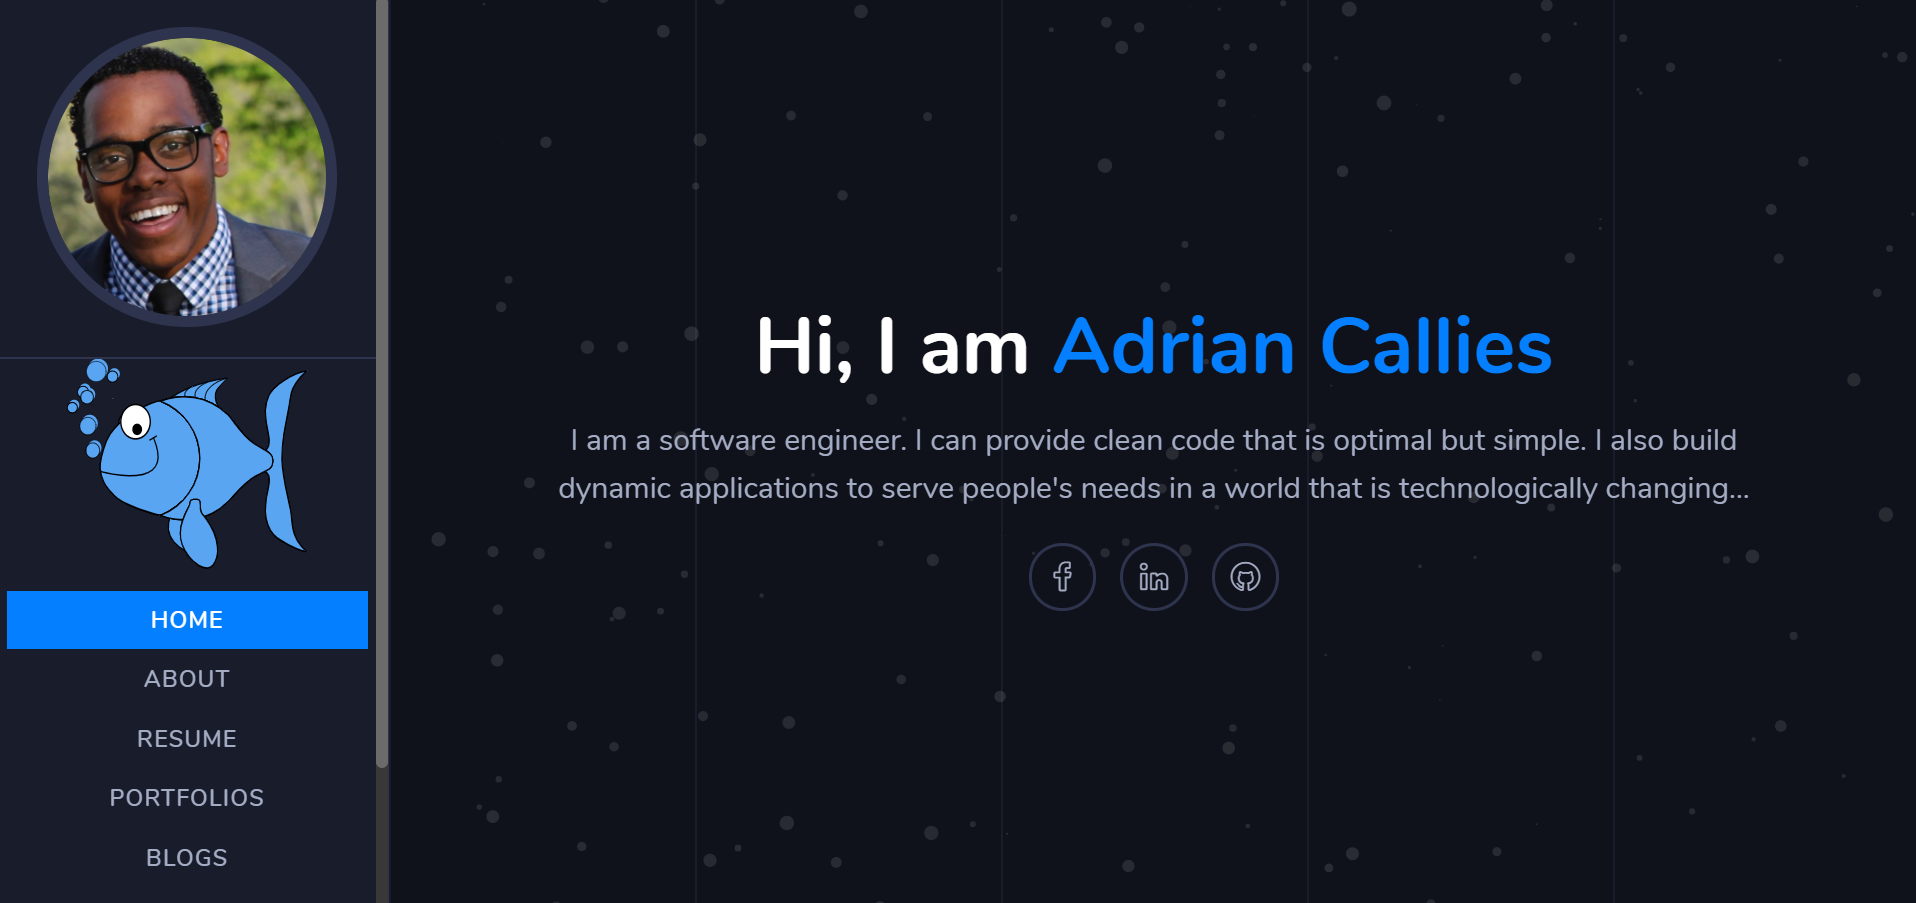 HOME
ABOUT
RESUME
PORTFOLIOS
BLOGS
Hi, I am Adrian Callies
I am a software engineer. I can provide clean code that is optimal but simple. I also build
dynamic applications to serve people's needs in a world that is technologically changing...